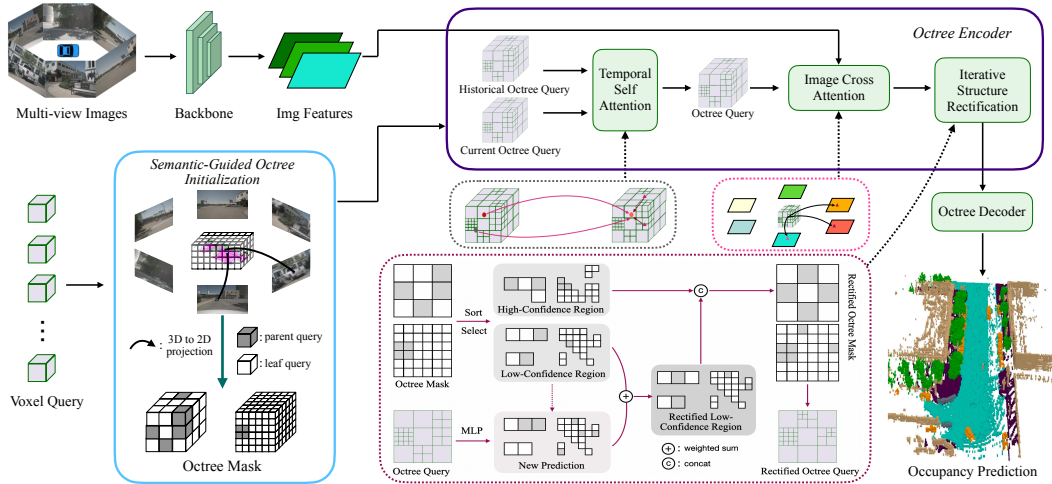 Multi-view Images
Backbone
Img Features
Octree Encoder
Historical Octree Query
Current Octree Query
Temporal
Self
Attention
Octree Query
Image Cross
Attention
Iterative
Structure
Rectification
Semantic-Guided Octree
Initialization
Voxel Query
3D to 2D
projection
: parent query
: leaf query
Octree Mask
Octree Decoder
Occupancy Prediction
Octree Mask
Sort
Select
High-Confidence Region
Low-Confidence Region
Octree Query
MLP
New Prediction
+
C
Rectified Low-
Confidence Region
+ : weighted sum
C : concat
Rectified Octree Mask
Rectified Octree Query